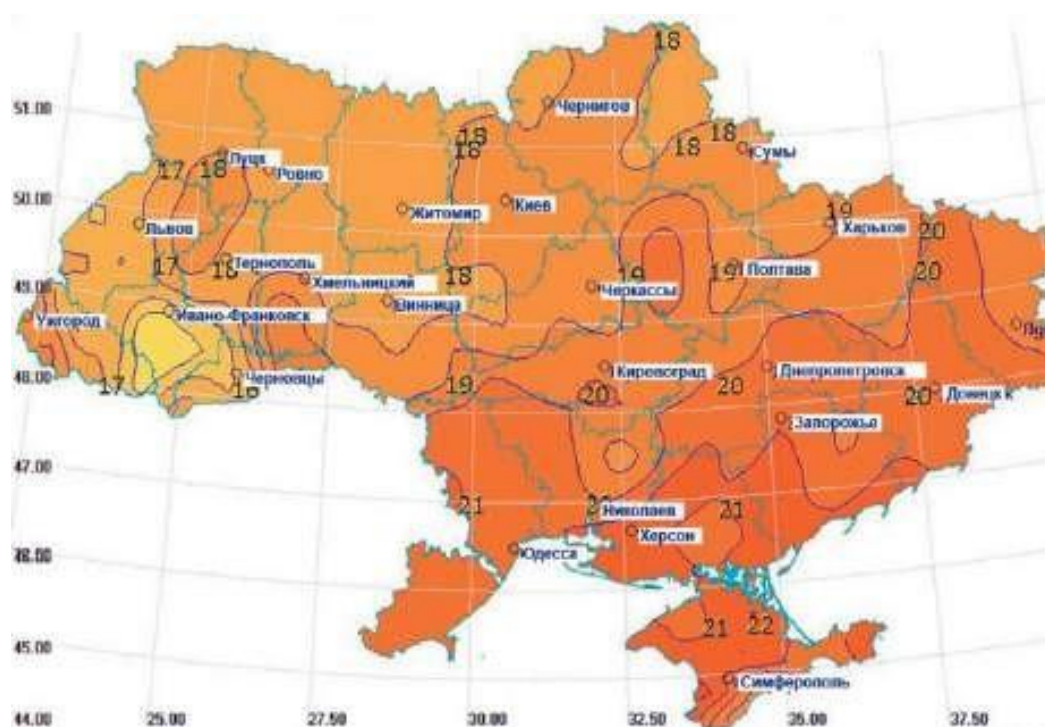 18
51.00
Чернигов
18
18
18
18
Сумы
17
18
Луцк
Ровно
50.00
Житомир
Киев
Львов
19
Харьков
20
17
18
Тернополь
18
19
19
Полтава
20
49.00
Хмельницкий
Винница
Черкассы
Ужгород
Ивано-Франковск
48.00
17
18
Черновцы
19
Кировоград
20
20
Днепропетровск
20
Донецк
Запорожье
47.00
21
Николаев
21
Одесса
Херсон
45.00
21
22
Симферополь
44.00
25.00
27.50
30.00
32.50
35.00
37.50